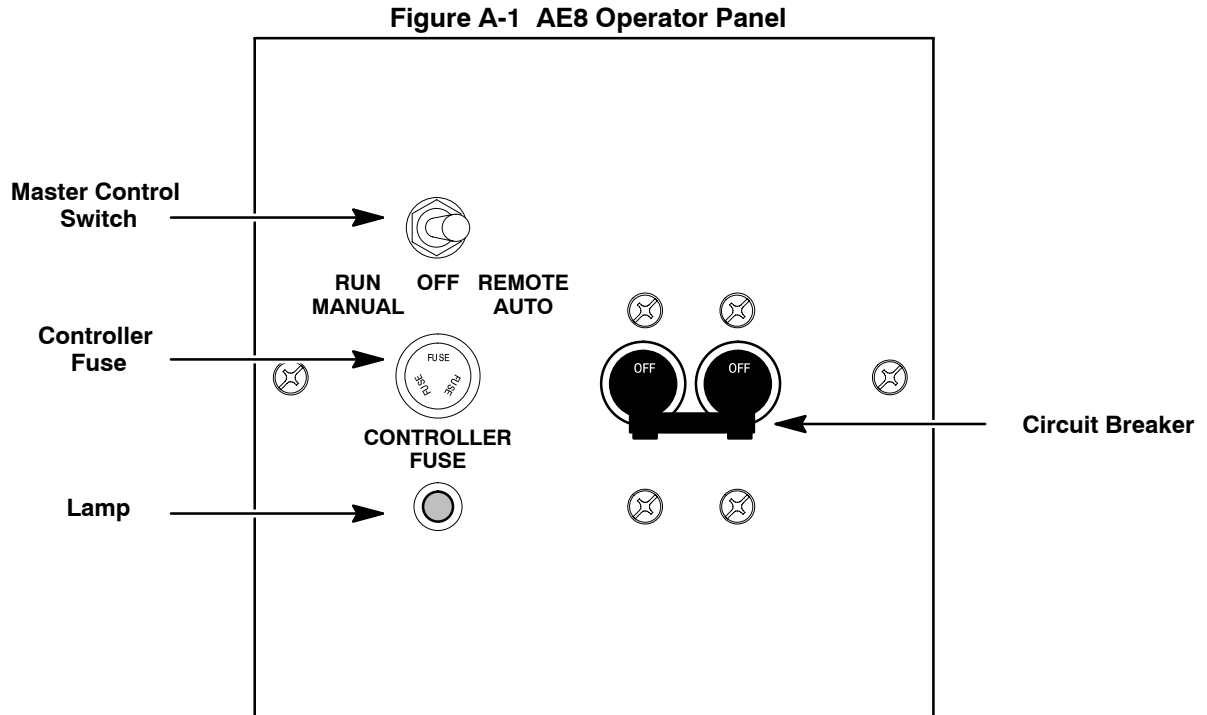 Figure A-1 AE8 Operator Panel
Master Control
Switch
RUN OFF REMOTE
MANUAL AUTO
Controller
Fuse
FUSE
FUSE
FUSE
OFF
OFF
Circuit Breaker
CONTROLLER
FUSE
Lamp